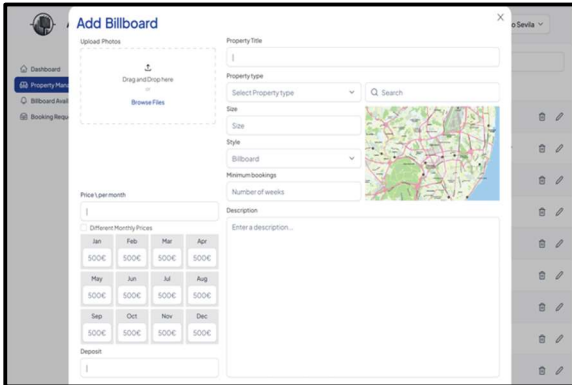 Add Billboard
o Sevila
Dashboard
Property Mana
Billboard Avail
Booking Reque
Upload Photos
Drag and Drop here
or
Browse Files
Price \ per month
Different Monthly Prices
Jan Feb Mar Apr
500€ 500€ 500€ 500€
May Jun Jul Aug
500€ 500€ 500€ 500€
Sep Oct Nov Dec
500€ 500€ 500€ 500€
Deposit
Property Title
Property type
Select Property type
Search
Size
Size
Style
Billboard
Minimum bookings
Number of weeks
Description
Enter a description...